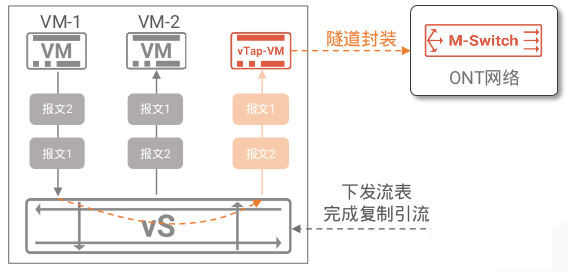 VM-1
VM-2
VM
VM
vTap-VM
隧道封装
M-Switch
ONT网络
报文2
报文1
报文1
报文1
报文2
报文2
下发流表
完成复制引流
vS